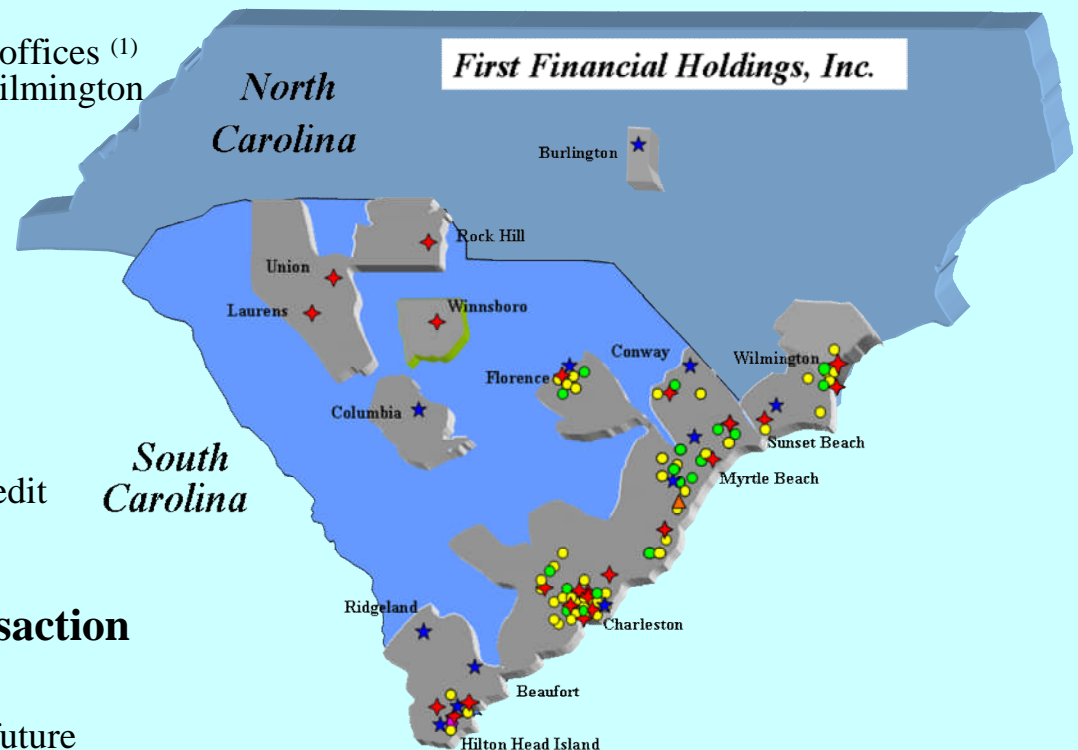 offices (1)
ilmington
First Financial Holdings, Inc.
North
Carolina
Burlington
Rock Hill
Union
Laurens
Winnsboro
Conway
Wilmington
Florence
Columbia
Sunset Beach
South
Carolina
Myrtle Beach
edit
Ridgeland
saction
Charleston
Beaufort
future
Hilton Head Island